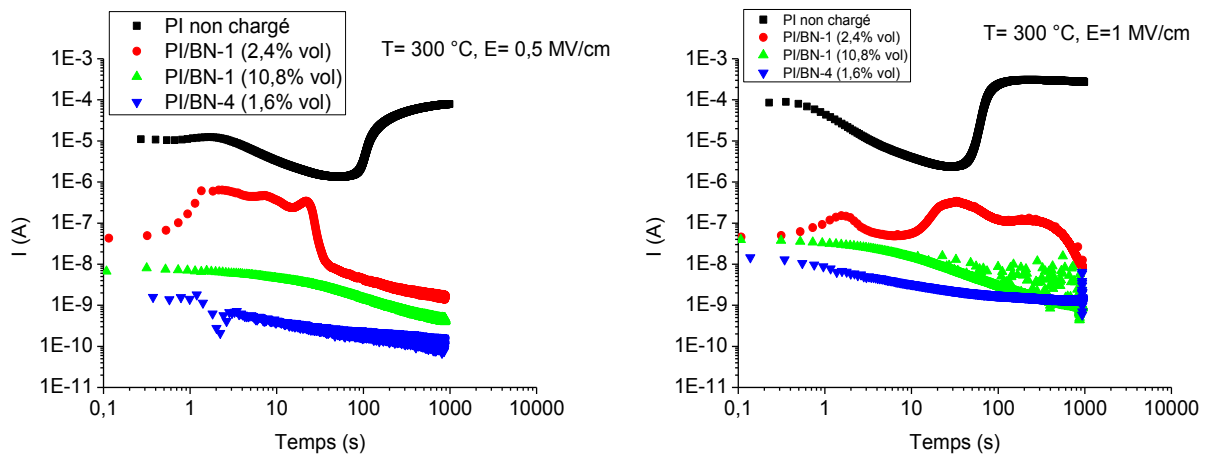 PI non chargé
PI/BN-1 (2,4% vol)
PI/BN-1 (10,8% vol)
PI/BN-4 (1,6% vol)
T= 300 °C, E= 0,5 MV/cm
1E-3
1E-4
1E-5
1E-6
1E-7
1E-8
1E-9
1E-10
1E-11
I (A)
0,1
1
10
100
1000
10000
Temps (s)
PI non chargé
PI/BN-1 (2,4% vol)
PI/BN-1 (10,8% vol)
PI/BN-4 (1,6% vol)
T= 300 °C, E=1 MV/cm
1E-3
1E-4
1E-5
1E-6
1E-7
1E-8
1E-9
1E-10
1E-11
I (A)
0,1
1
10
100
1000
10000
Temps (s)